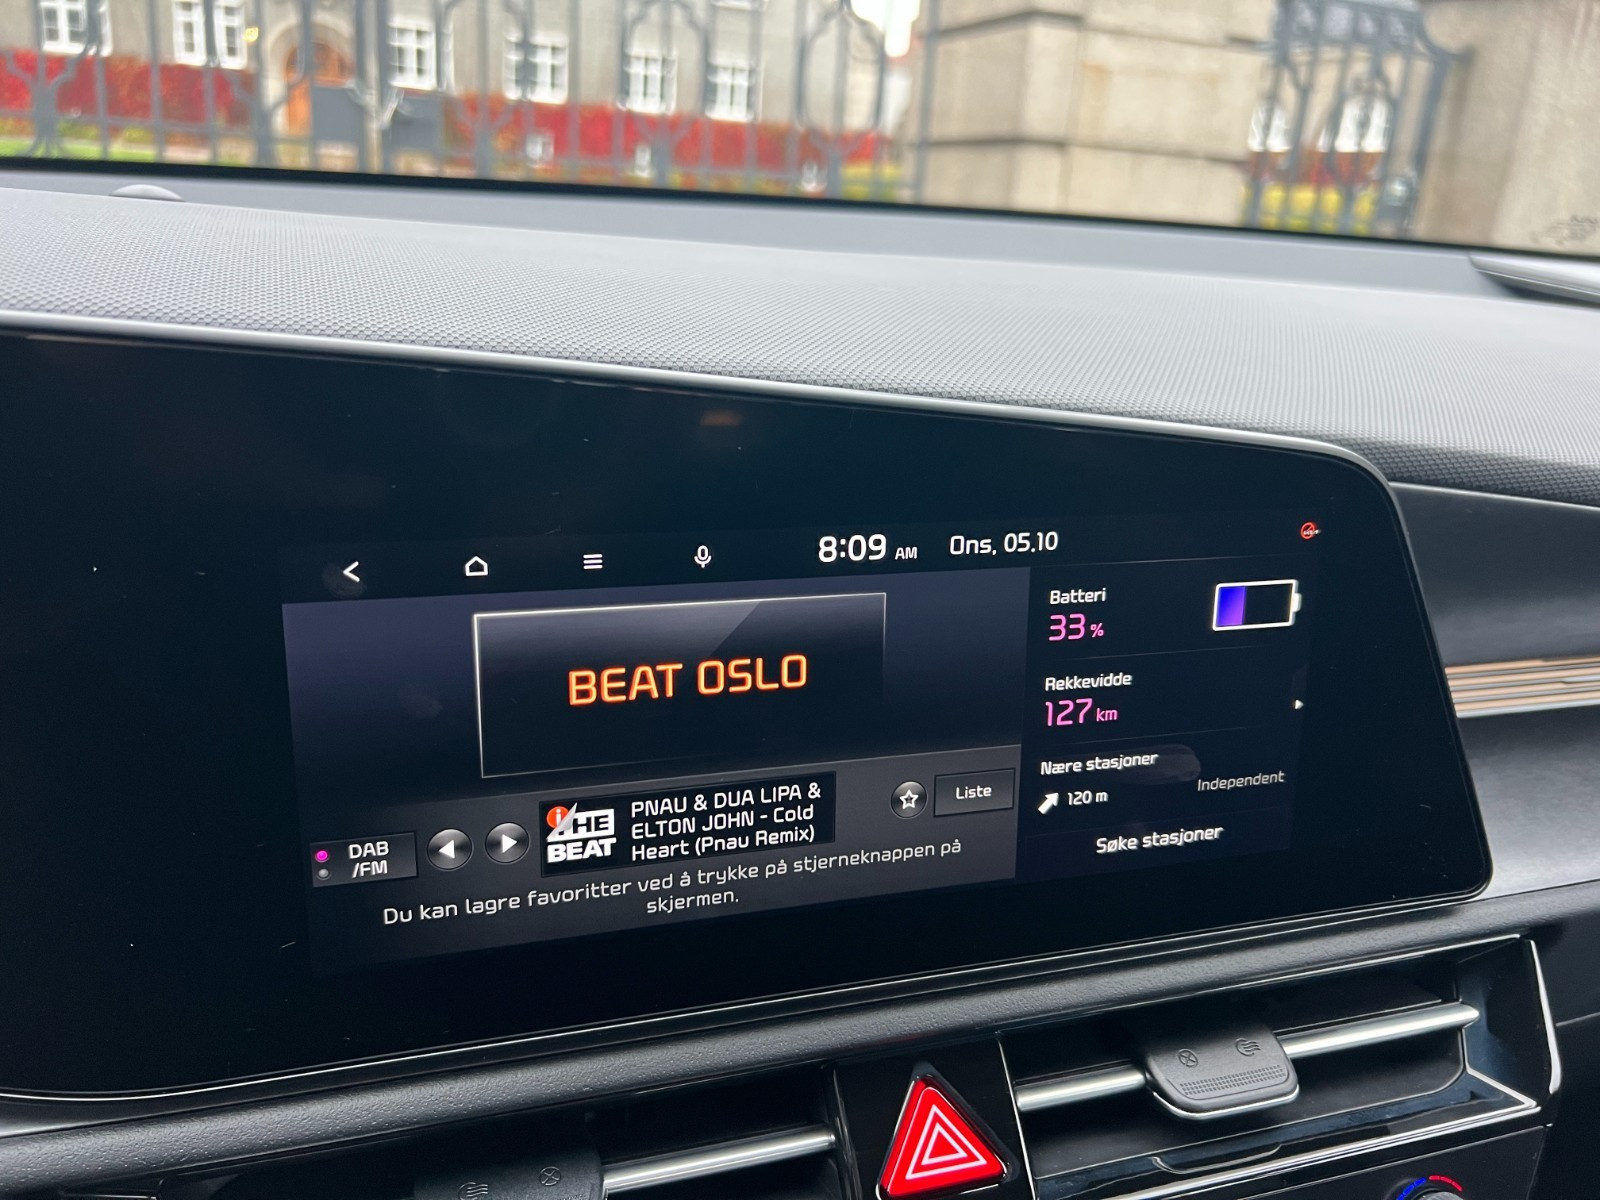 8:09 AM Ons, 05.10
BEAT OSLO
DAB
/FM
THE
BEAT
PNAU & DUA LIPA &
ELTON JOHN - Cold
Heart (Pnau Remix)
Liste
Du kan lagre favoritter ved å trykke på stjerneknappen på
skjermen.
Batteri
33 %
Rekkevidde
127 km
Nære stasjoner
120 m Independent
Søke stasjoner